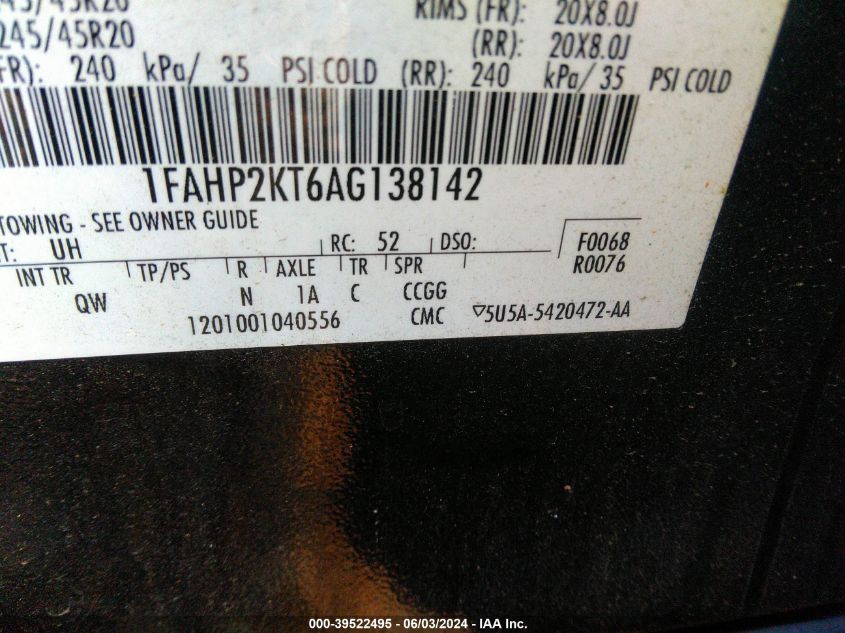 245/45R20 RIMS (FR): 20X8.0J
245/45R20 (RR): 20X8.0J
FR): 240 kPa/ 35 PSI COLD (RR): 240 kPa/ 35 PSI COLD
1FAHP2KT6AG138142
TOWING - SEE OWNER GUIDE
T: UH RC: 52 DSO: F0068
INT TR TP/PS R AXLE TR SPR R0076
QW N 1A C CCGG
1201001040556 CMC ▽5U5A-5420472-AA
000-39522495 - 06/03/2024 - IAA Inc.